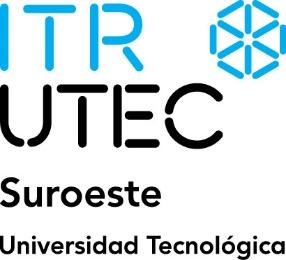 ITR
UTEC
Suroeste
Universidad Tecnológica